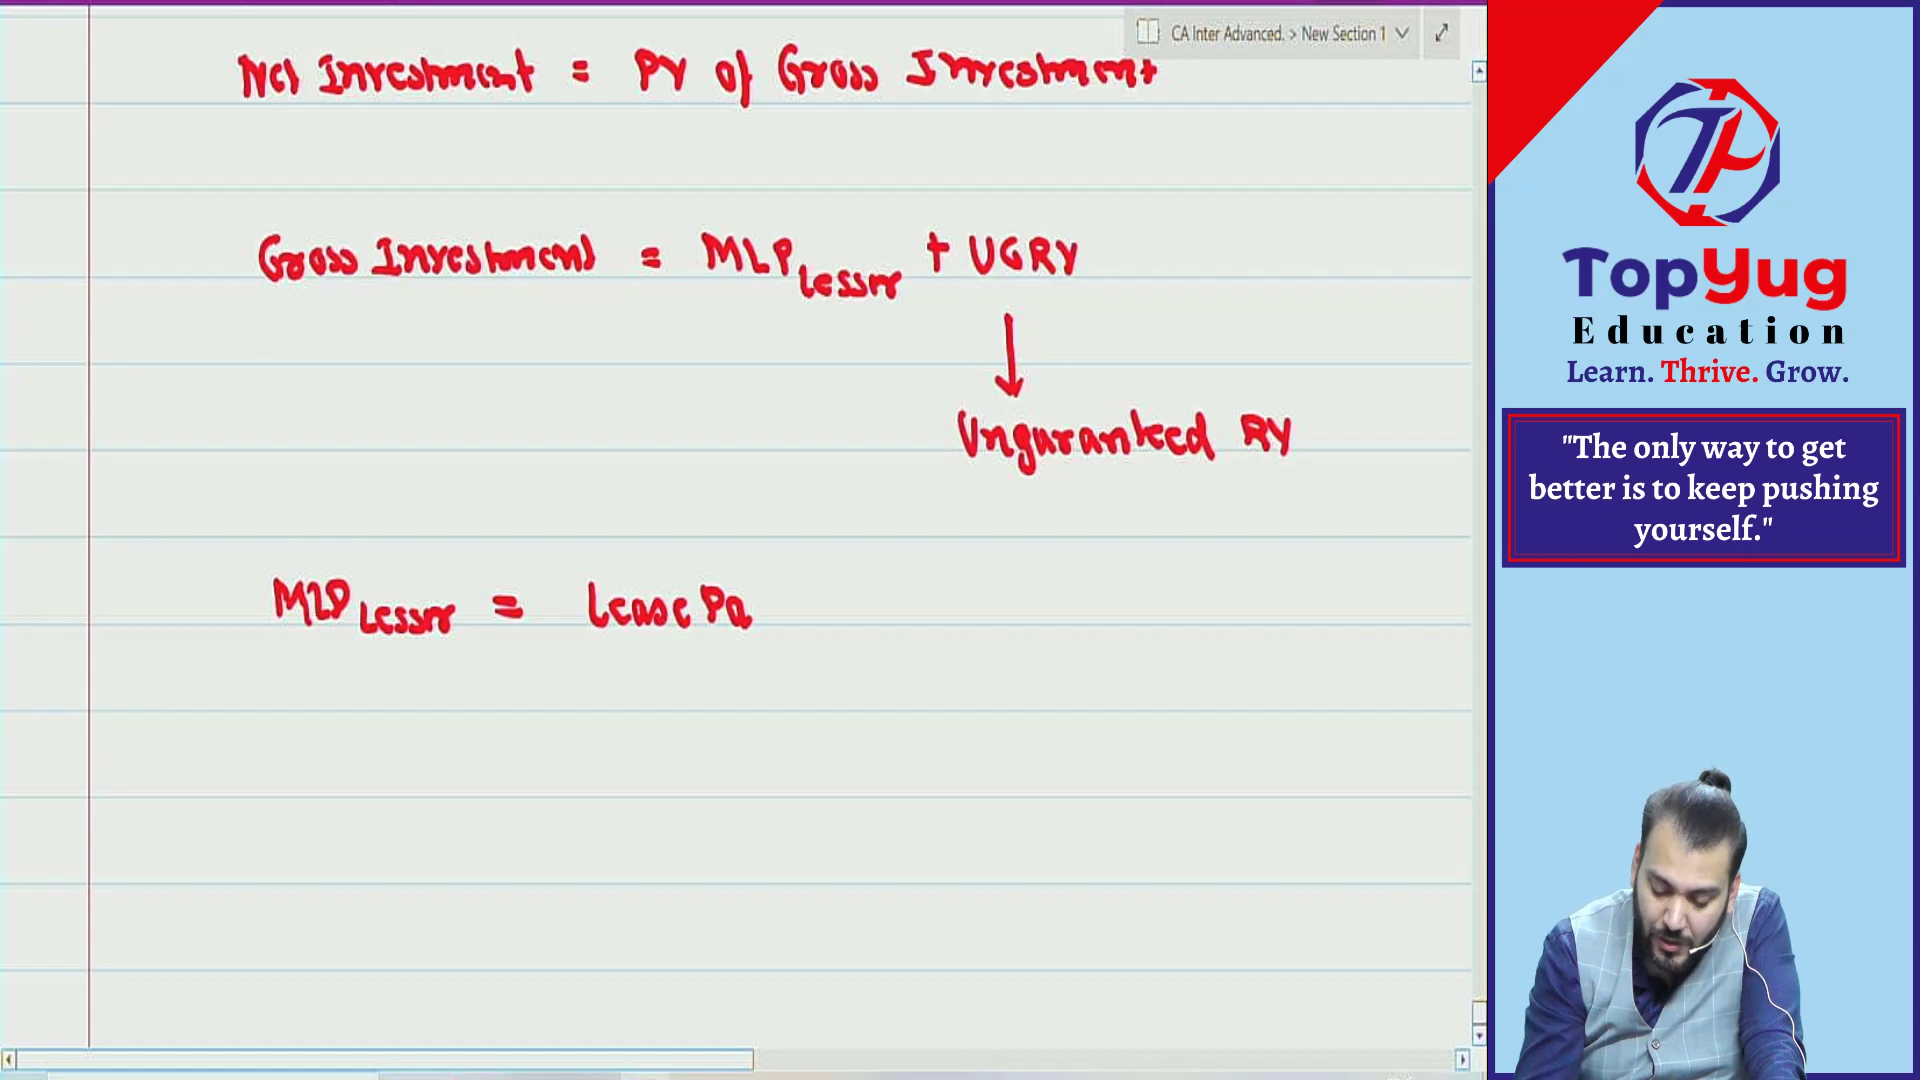 CA Inter Advanced. > New Section 1
Net Investment = PV of Gross Investment
Gross Investment = MLP Lessor + UGRV
Unguranteed RV
MLP Lessor = Lease Pa
TopYug
Education
Learn. Thrive. Grow.
"The only way to get
better is to keep pushing
yourself."